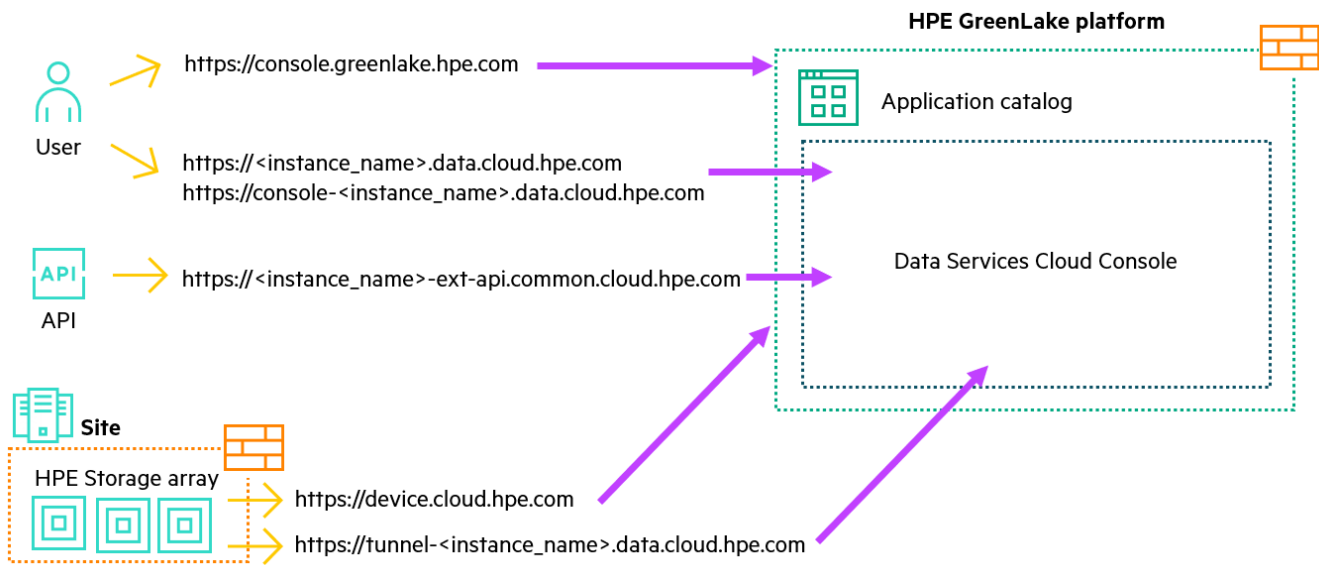 HPE GreenLake platform
https://console.greenlake.hpe.com
Application catalog
User
https://<instance_name>.data.cloud.hpe.com
https://console-<instance_name>.data.cloud.hpe.com
Data Services Cloud Console
API
https://<instance_name>-ext-api.common.cloud.hpe.com
API
Site
HPE Storage array
https://device.cloud.hpe.com
https://tunnel-<instance_name>.data.cloud.hpe.com